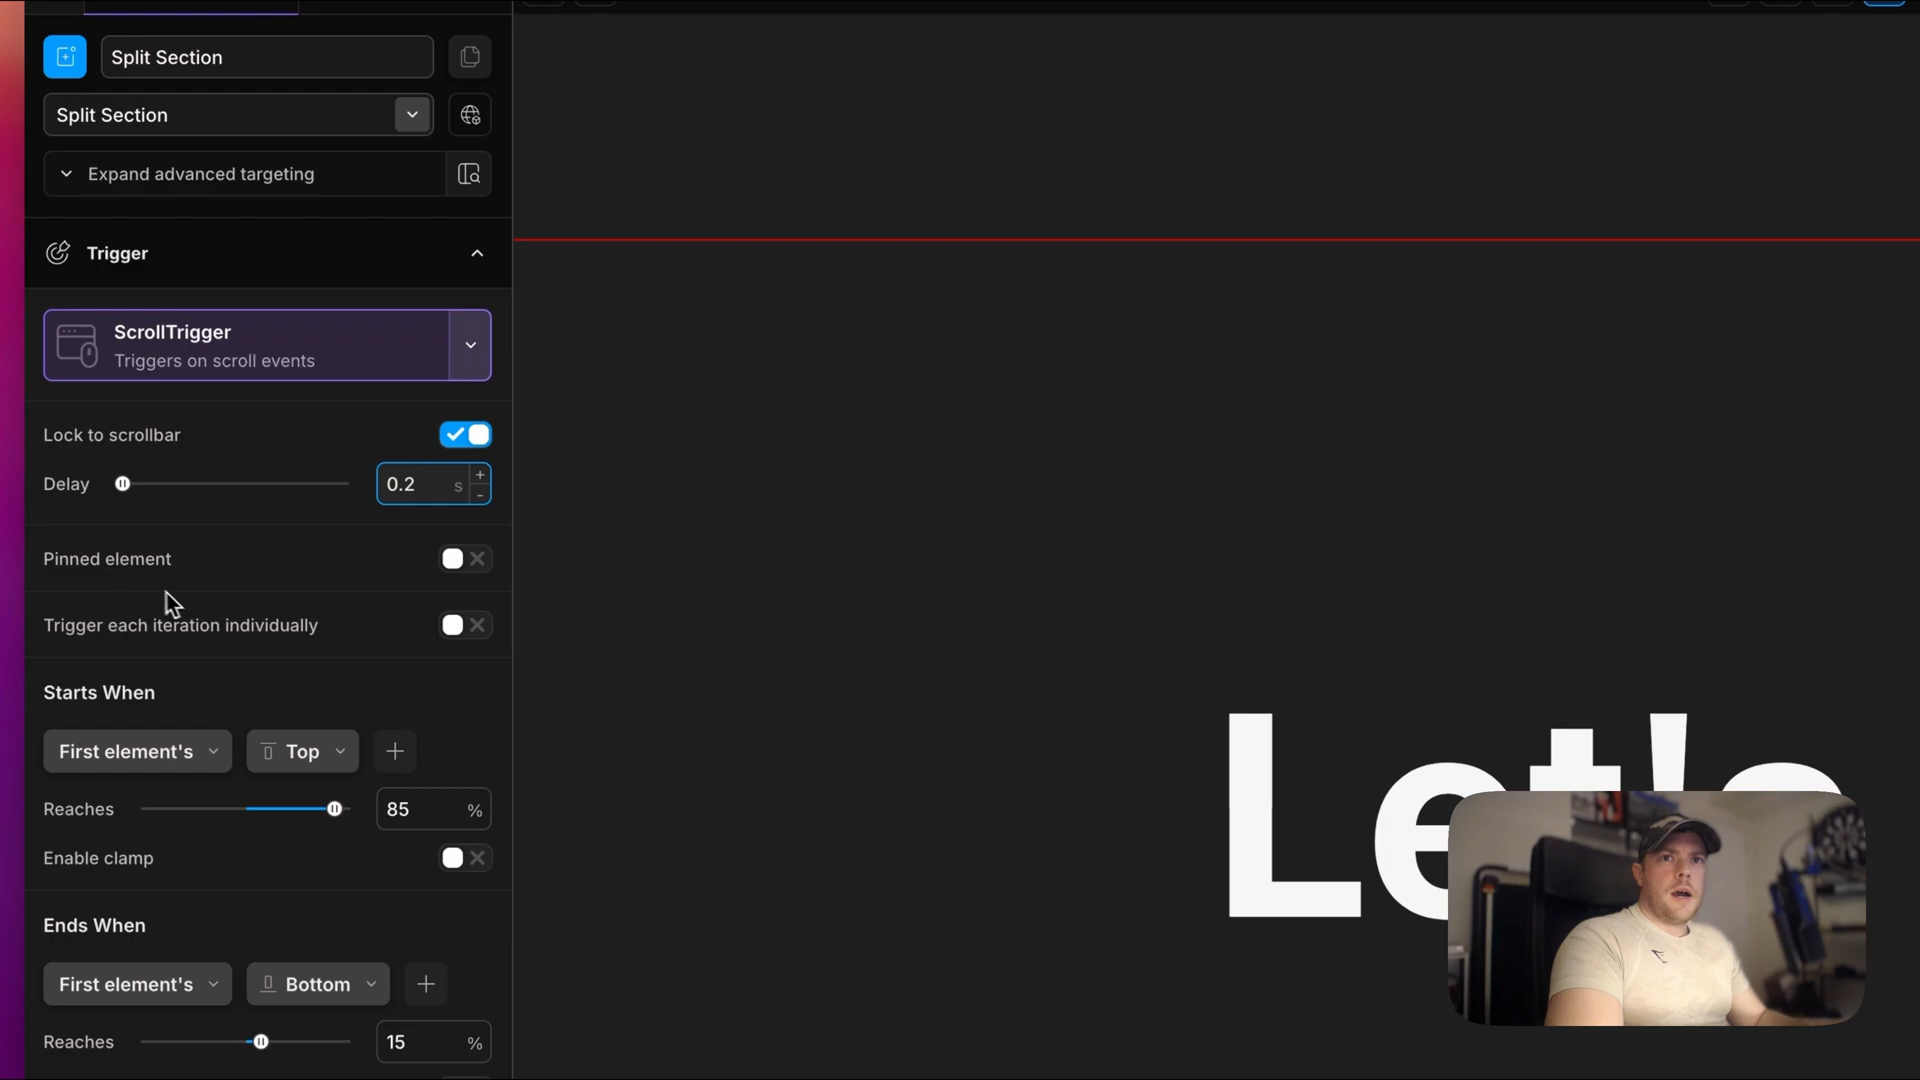 Split Section
Split Section
Expand advanced targeting
Trigger
ScrollTrigger
Triggers on scroll events
Lock to scrollbar
Delay 0.2 s + -
Pinned element
Trigger each iteration individually
Starts When
First element's Top
Reaches 85 %
Enable clamp
Ends When
First element's Bottom
Reaches 15 %
Let's